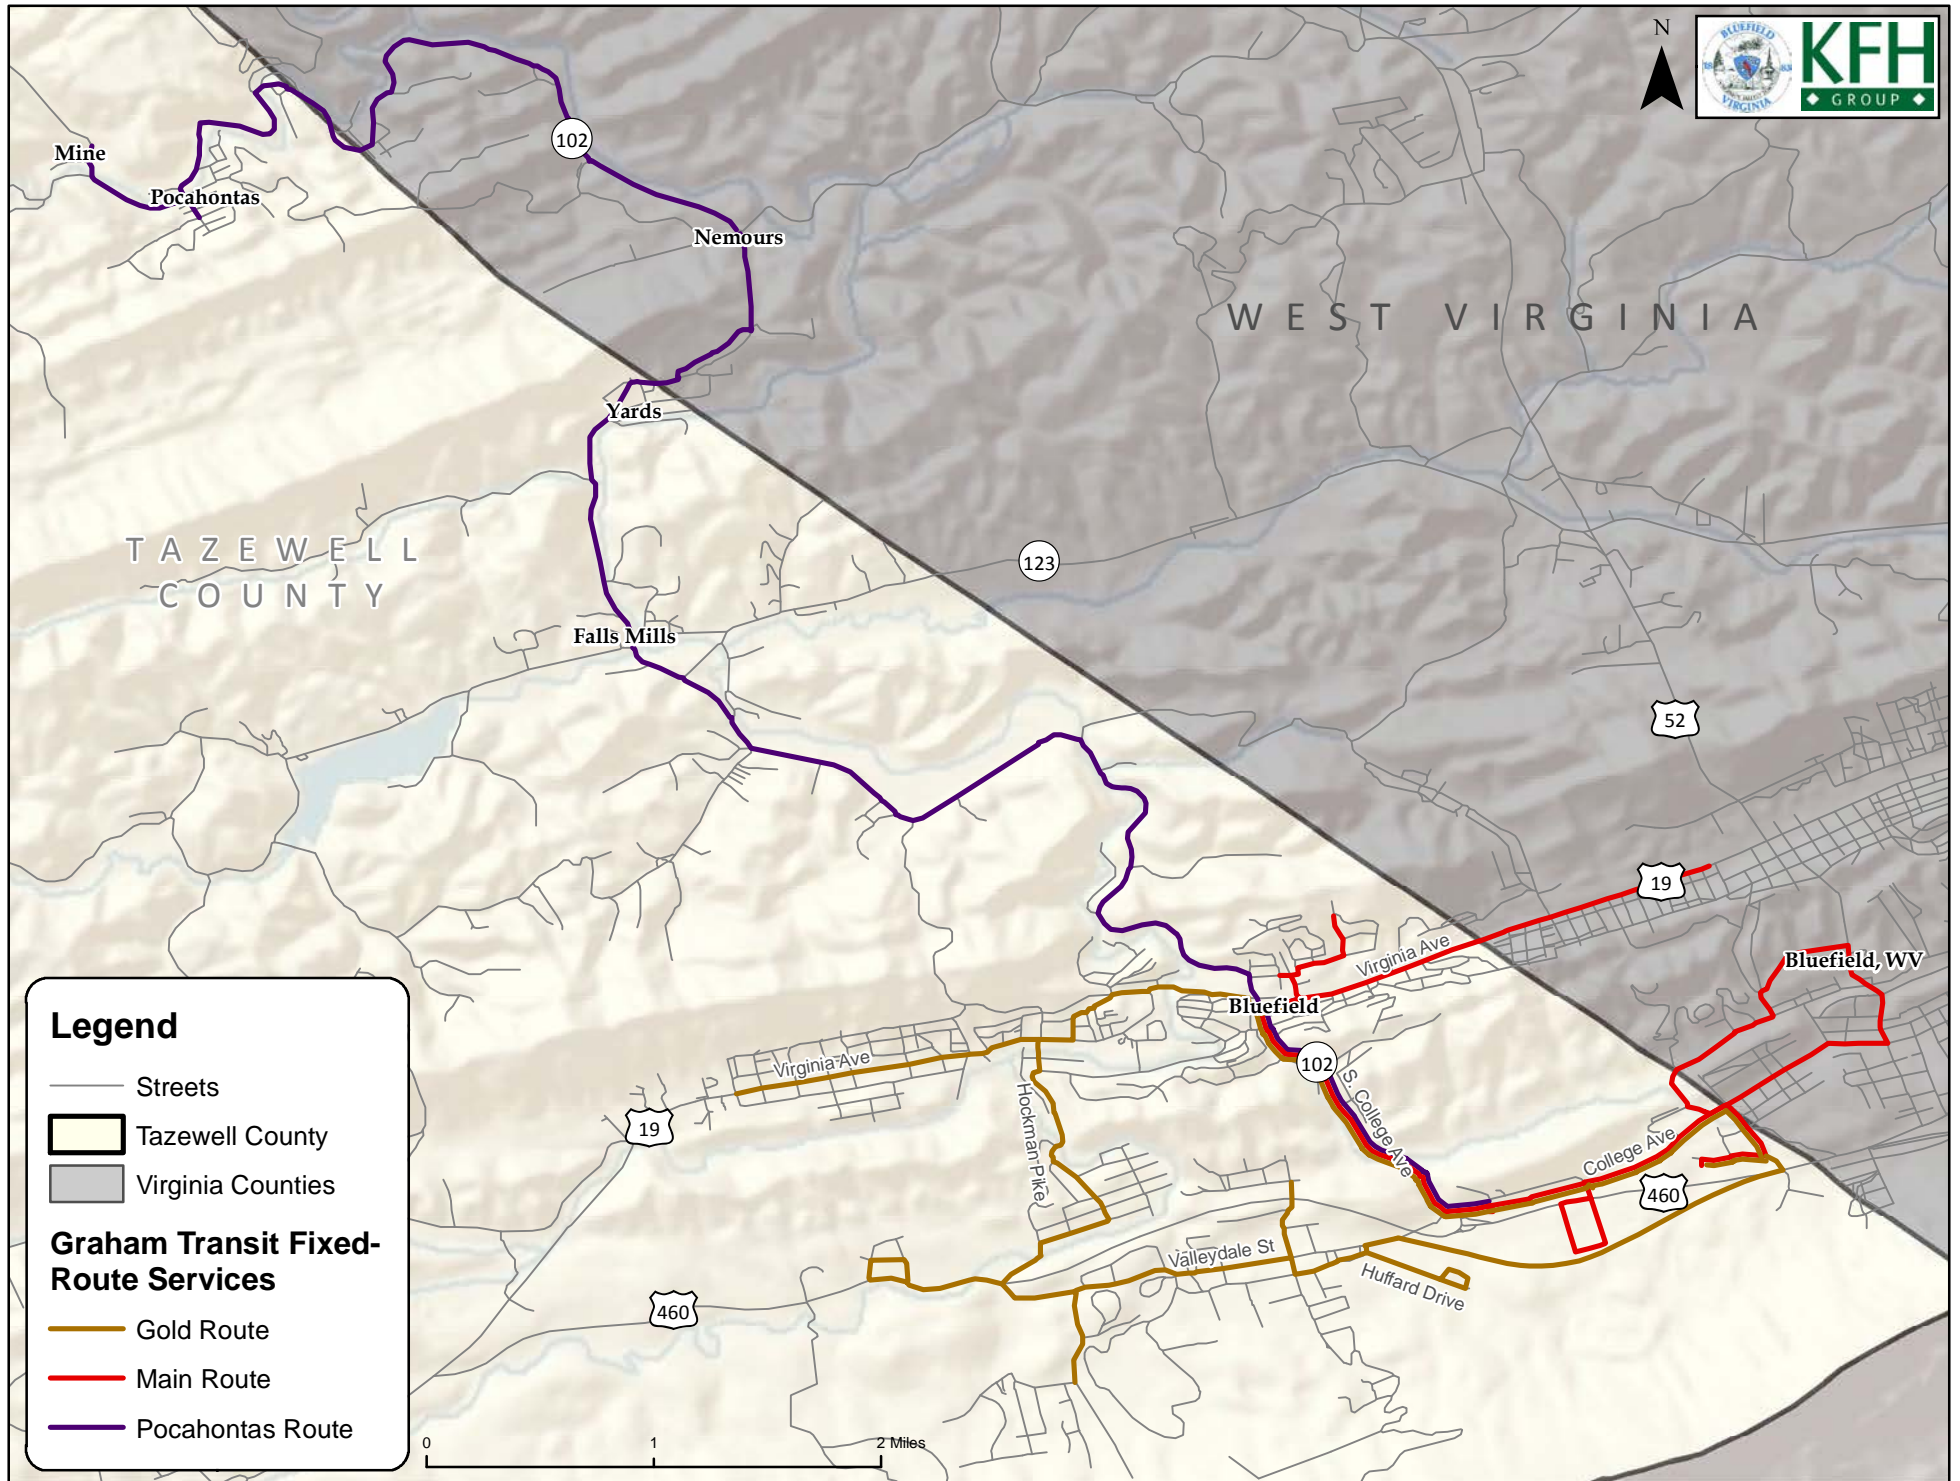 N
BLUEFIELD
VIRGINIA
KFH
GROUP
102
Mine
Pocahontas
Nemours
WEST VIRGINIA
Yards
TAZEWELL
COUNTY
123
Falls Mills
52
19
Virginia Ave
Bluefield, WV
Bluefield
102
Virginia Ave
S. College Ave
Hockman Pike
19
College Ave
460
Valleydale St
Huffard Drive
460
Legend
Streets
Tazewell County
Virginia Counties
Graham Transit Fixed-
Route Services
Gold Route
Main Route
Pocahontas Route
0 1 2 Miles